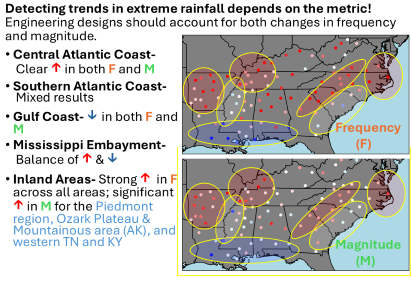 Detecting trends in extreme rainfall depends on the metric!
Engineering designs should account for both changes in frequency
and magnitude.
• Central Atlantic Coast-
Clear ↑ in both F and M
• Southern Atlantic Coast-
Mixed results
• Gulf Coast- ↓ in both F and
M
• Mississippi Embayment-
Balance of ↑ & ↓
• Inland Areas- Strong ↑ in F
across all areas; significant
↑ in M for the Piedmont
region, Ozark Plateau &
Mountainous area (AK), and
western TN and KY
Frequency
(F)
Magnitude
(M)